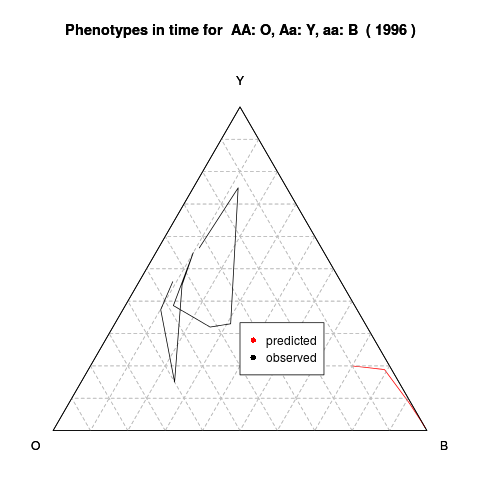 Phenotypes in time for  AA: O, Aa: Y, aa: B  ( 1996 )
Y
predicted
observed
O
B